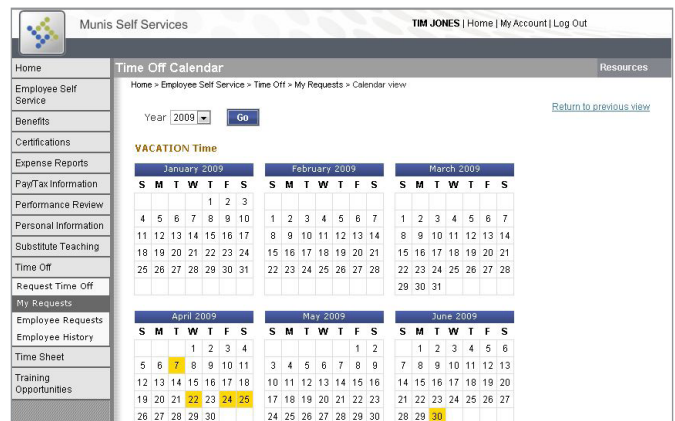 Munis Self Services
TIM JONES | Home | My Account | Log Out
Home
Employee Self
Service
Benefits
Certifications
Expense Reports
Pay/Tax Information
Performance Review
Personal Information
Substitute Teaching
Time Off
Request Time Off
My Requests
Employee Requests
Employee History
Time Sheet
Training
Opportunities
Time Off Calendar
Resources
Home > Employee Self Service > Time Off > My Requests > Calendar view
Return to previous view
Year 2009 Go
VACATION Time
January 2009
S M T W T F S
1 2 3
4 5 6 7 8 9 10
11 12 13 14 15 16 17
18 19 20 21 22 23 24
25 26 27 28 29 30 31
February 2009
S M T W T F S
1 2 3 4 5 6 7
8 9 10 11 12 13 14
15 16 17 18 19 20 21
22 23 24 25 26 27 28
March 2009
S M T W T F S
1 2 3 4 5 6 7
8 9 10 11 12 13 14
15 16 17 18 19 20 21
22 23 24 25 26 27 28
29 30 31
April 2009
S M T W T F S
1 2 3 4
5 6 7 8 9 10 11
12 13 14 15 16 17 18
19 20 21 22 23 24 25
26 27 28 29 30
May 2009
S M T W T F S
1 2
3 4 5 6 7 8 9
10 11 12 13 14 15 16
17 18 19 20 21 22 23
24 25 26 27 28 29 30
June 2009
S M T W T F S
1 2 3 4 5 6
7 8 9 10 11 12 13
14 15 16 17 18 19 20
21 22 23 24 25 26 27
28 29 30